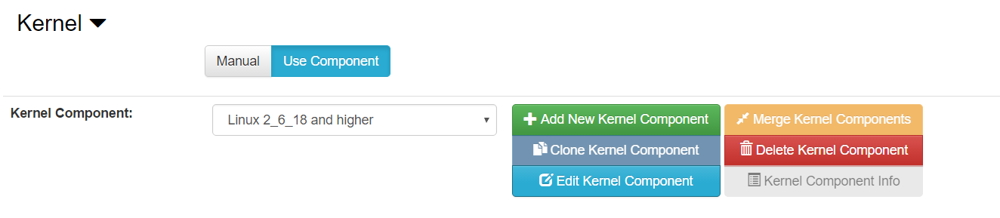 Kernel
Manual Use Component
Kernel Component: Linux 2_6_18 and higher Add New Kernel Component Merge Kernel Components
Clone Kernel Component Delete Kernel Component
Edit Kernel Component Kernel Component Info